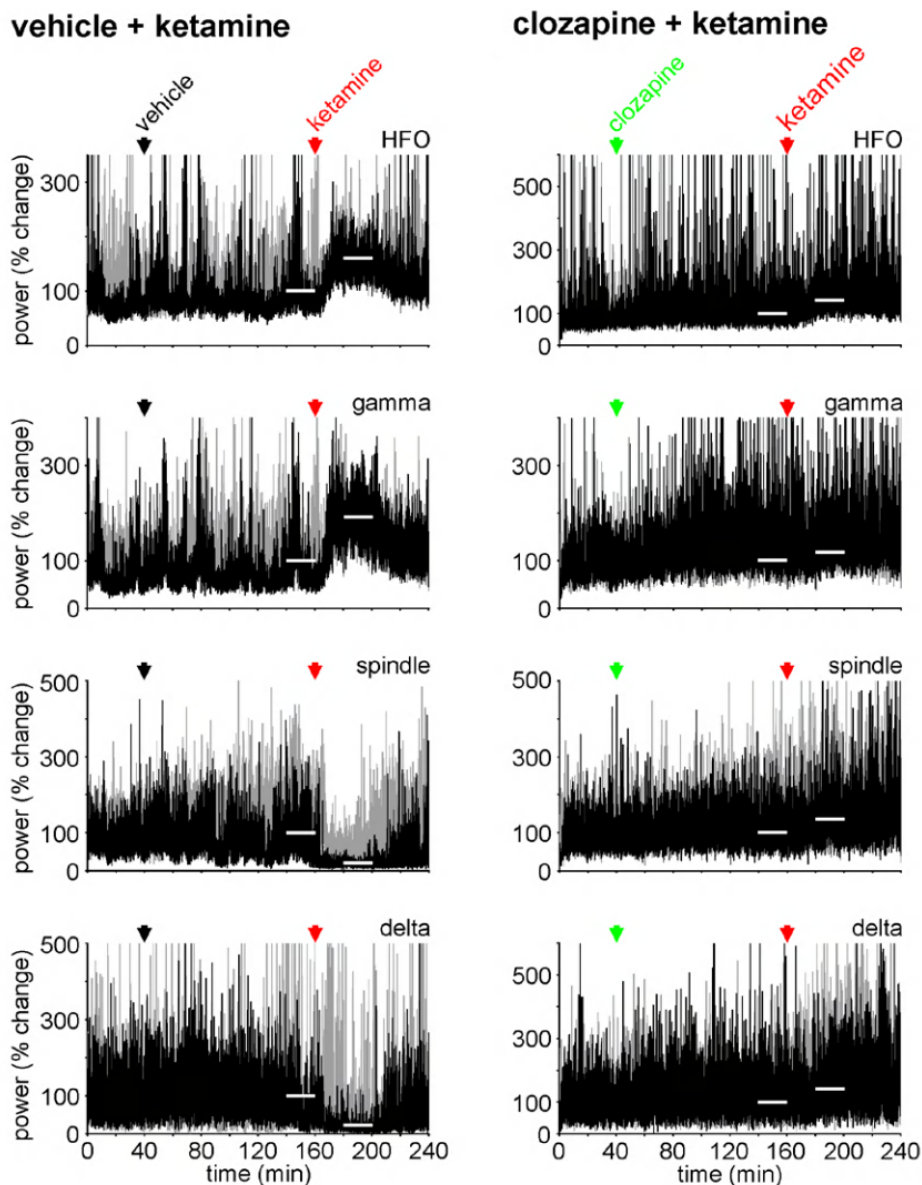 vehicle + ketamine
clozapine + ketamine
vehicle
ketamine
clozapine
ketamine
HFO
HFO
power (% change)
300
100
0
500
300
100
0
gamma
gamma
power (% change)
300
100
0
300
100
0
spindle
spindle
power (% change)
500
300
100
0
500
300
100
0
delta
delta
power (% change)
500
300
100
0
500
300
100
0
0 40 80 120 160 200 240
0 40 80 120 160 200 240
time (min)
time (min)